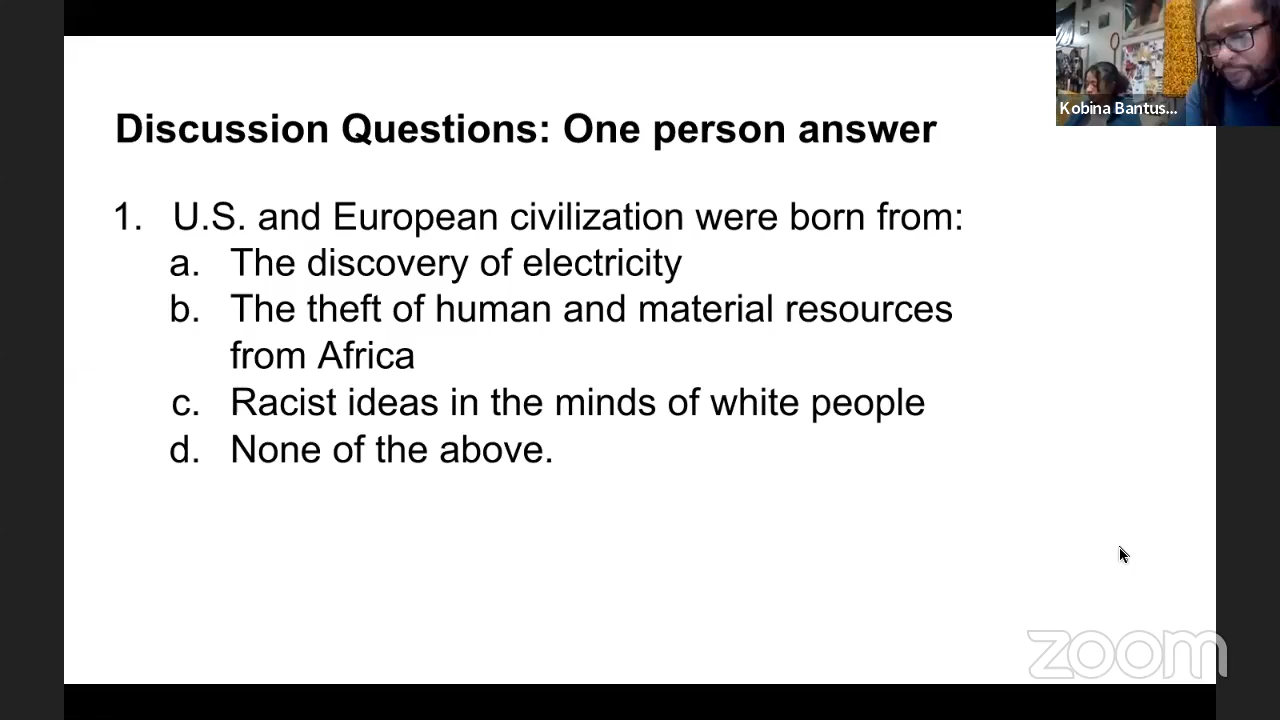 Kobina Bantus...
Discussion Questions: One person answer
1. U.S. and European civilization were born from:
a. The discovery of electricity
b. The theft of human and material resources
from Africa
c. Racist ideas in the minds of white people
d. None of the above.
zoom